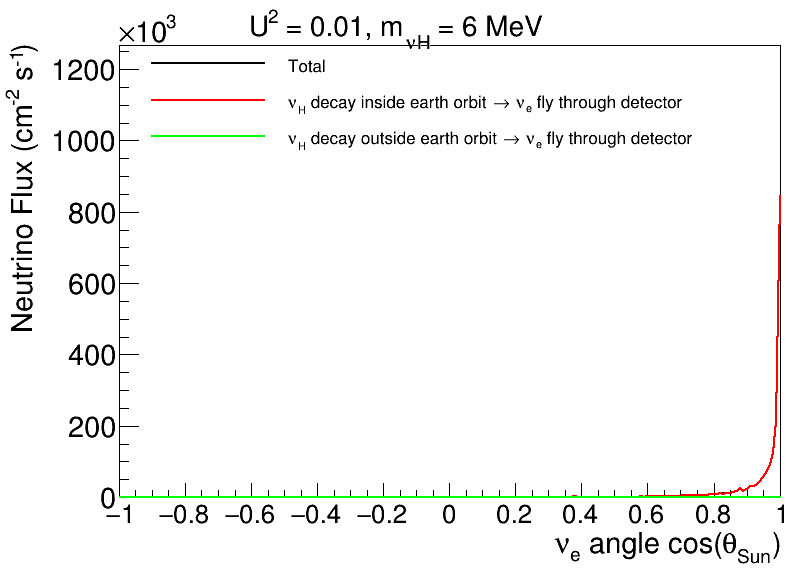 ×10³
U² = 0.01, m_νH = 6 MeV
Neutrino Flux (cm⁻² s⁻¹)
Total
ν_H decay inside earth orbit → ν_e fly through detector
ν_H decay outside earth orbit → ν_e fly through detector
1200
1000
800
600
400
200
0
−1 −0.8 −0.6 −0.4 −0.2 0 0.2 0.4 0.6 0.8 1
ν_e angle cos(θ_Sun)